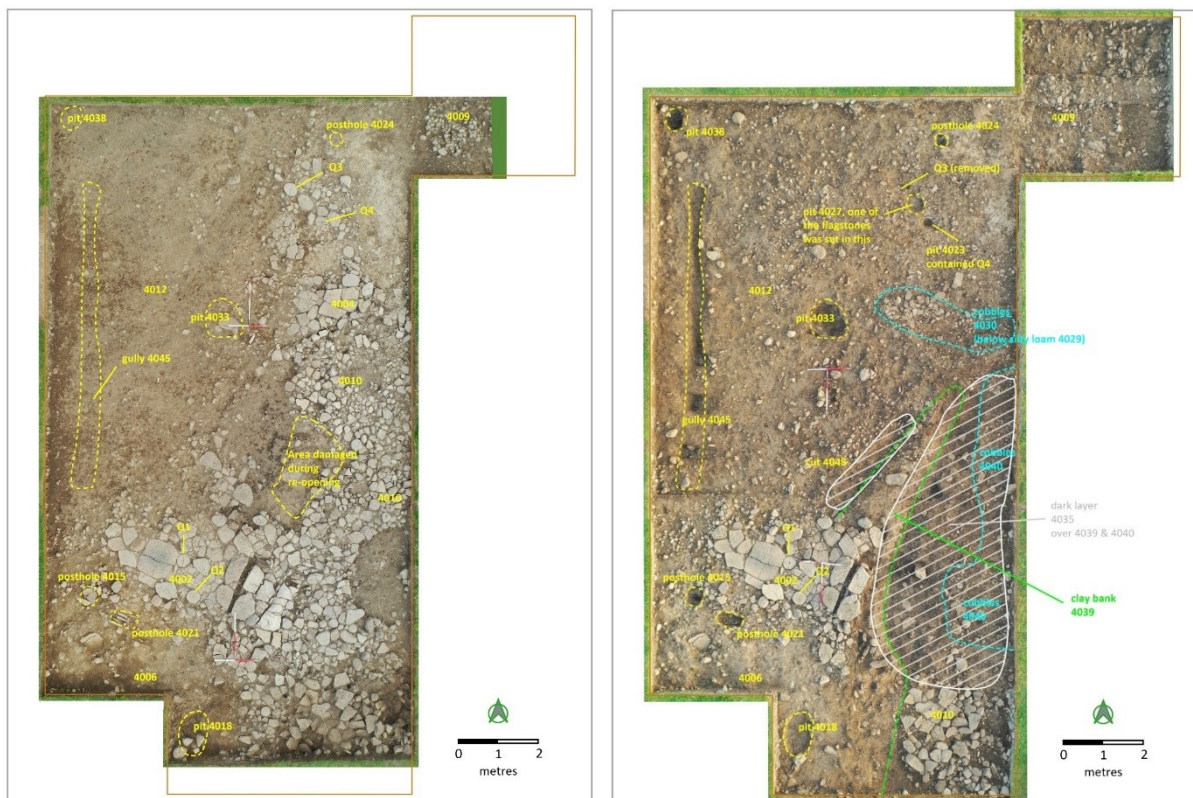 pit 4038
posthole 4024
4009
Q3
Q4
4012
4004
pit 4033
gully 4045
4010
Area damaged
during
re-opening
4010
Q1
4002
Q2
posthole 4015
posthole 4021
4006
pit 4018
0 1 2
metres
pit 4038
posthole 4024
4009
Q3 (removed)
pit 4027, one of
the flagstones
was set in this
pit 4023
contained Q4
4012
pit 4033
cobbles
4030
(below silty loam 4029)
gully 4045
cut 4048
cobbles
4040
dark layer
4035
over 4039 & 4040
Q1
4002
Q2
posthole 4015
posthole 4021
clay bank
4039
cobbles
4040
4006
pit 4018
4010
0 1 2
metres